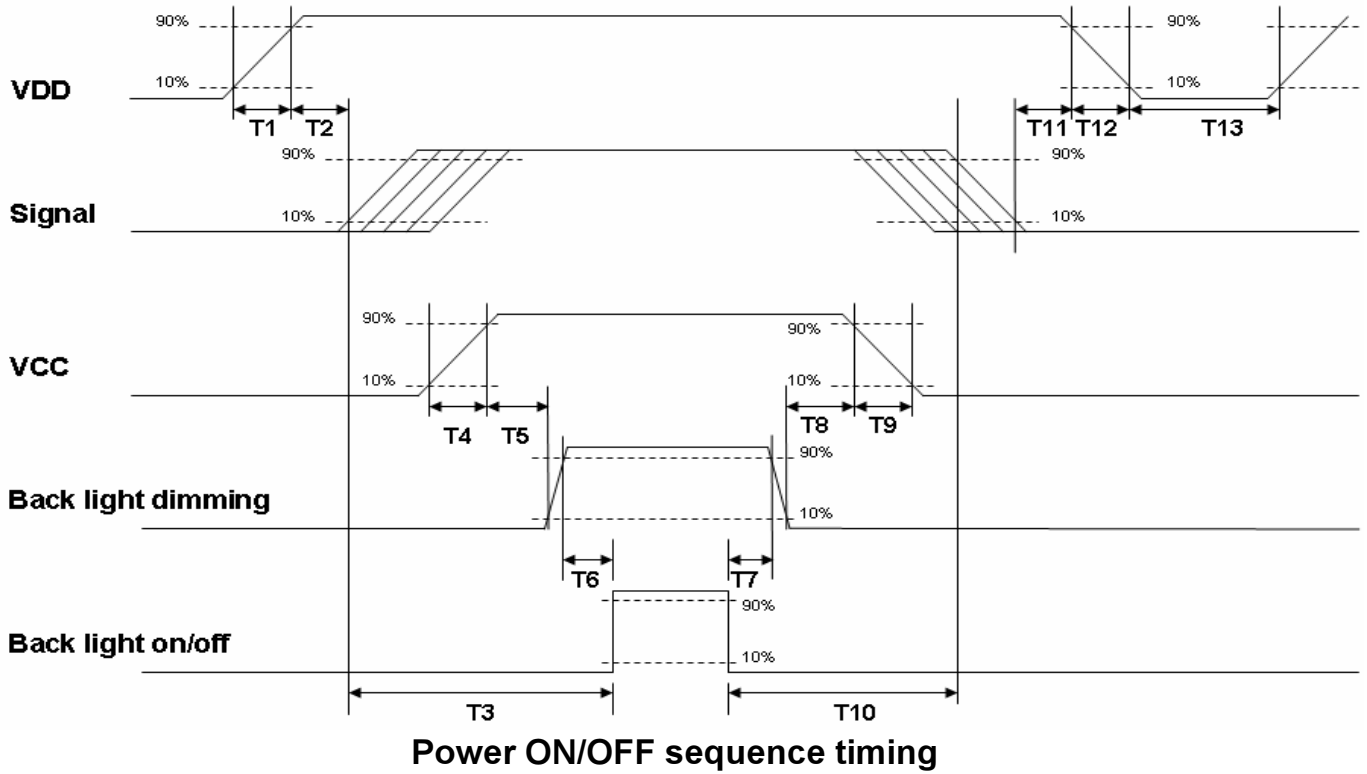 90% 90% 90%
10% 10% 10%
VDD
T1 T2 T11 T12 T13
90% 90%
Signal
10% 10%
90% 90%
VCC
10% 10%
T4 T5 T8 T9
90%
Back light dimming
10%
T6 T7
90%
Back light on/off
10%
T3 T10
Power ON/OFF sequence timing